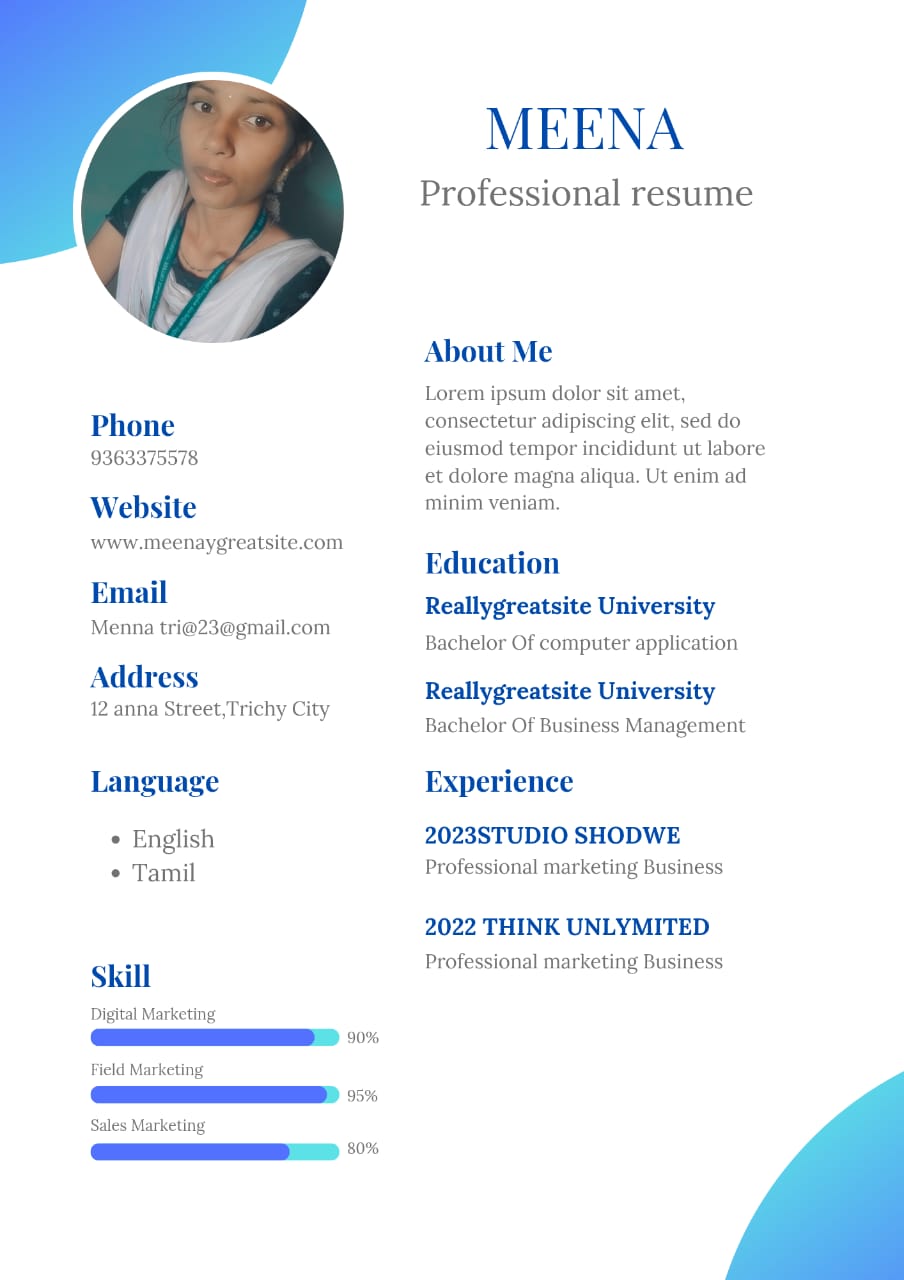 MEENA
Professional resume
Phone
9363375578
Website
www.meenaygreatsite.com
Email
Menna tri@23@gmail.com
Address
12 anna Street,Trichy City
Language
• English
• Tamil
Skill
Digital Marketing
90%
Field Marketing
95%
Sales Marketing
80%
About Me
Lorem ipsum dolor sit amet,
consectetur adipiscing elit, sed do
eiusmod tempor incididunt ut labore
et dolore magna aliqua. Ut enim ad
minim veniam.
Education
Reallygreatsite University
Bachelor Of computer application
Reallygreatsite University
Bachelor Of Business Management
Experience
2023STUDIO SHODWE
Professional marketing Business
2022 THINK UNLYMITED
Professional marketing Business